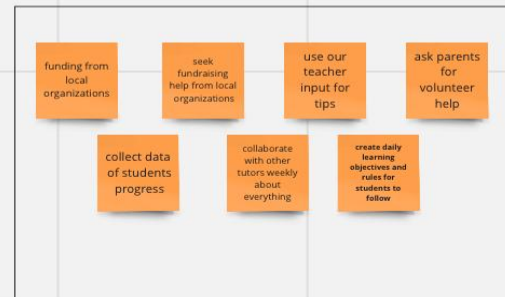 funding from
local
organizations
seek
fundraising
help from local
organizations
use our
teacher
input for
tips
ask parents
for
volunteer
help
collect data
of students
progress
collaborate
with other
tutors weekly
about
everything
create daily
learning
objectives and
rules for
students to
follow